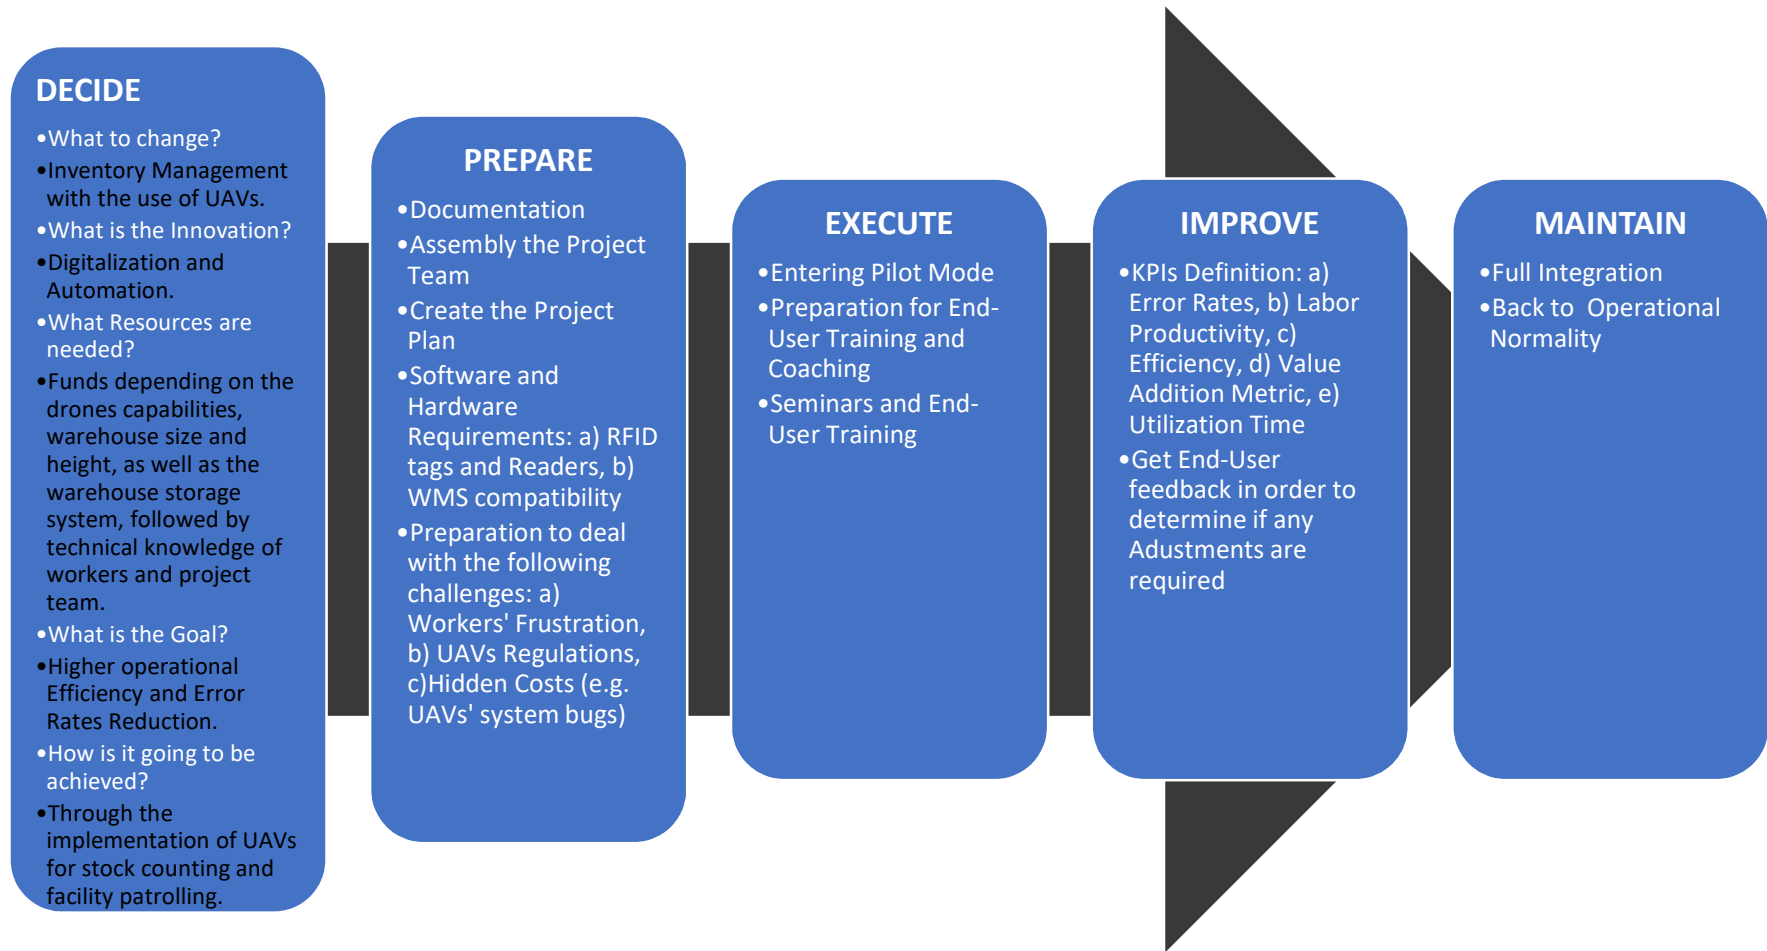 DECIDE
•What to change?
•Inventory Management
with the use of UAVs.
•What is the Innovation?
•Digitalization and
Automation.
•What Resources are
needed?
•Funds depending on the
drones capabilities,
warehouse size and
height, as well as the
warehouse storage
system, followed by
technical knowledge of
workers and project
team.
•What is the Goal?
•Higher operational
Efficiency and Error
Rates Reduction.
•How is it going to be
achieved?
•Through the
implementation of UAVs
for stock counting and
facility patrolling.
PREPARE
•Documentation
•Assembly the Project
Team
•Create the Project
Plan
•Software and
Hardware
Requirements: a) RFID
tags and Readers, b)
WMS compatibility
•Preparation to deal
with the following
challenges: a)
Workers' Frustration,
b) UAVs Regulations,
c)Hidden Costs (e.g.
UAVs' system bugs)
EXECUTE
•Entering Pilot Mode
•Preparation for End-
User Training and
Coaching
•Seminars and End-
User Training
IMPROVE
•KPIs Definition: a)
Error Rates, b) Labor
Productivity, c)
Efficiency, d) Value
Addition Metric, e)
Utilization Time
•Get End-User
feedback in order to
determine if any
Adustments are
required
MAINTAIN
•Full Integration
•Back to  Operational
Normality